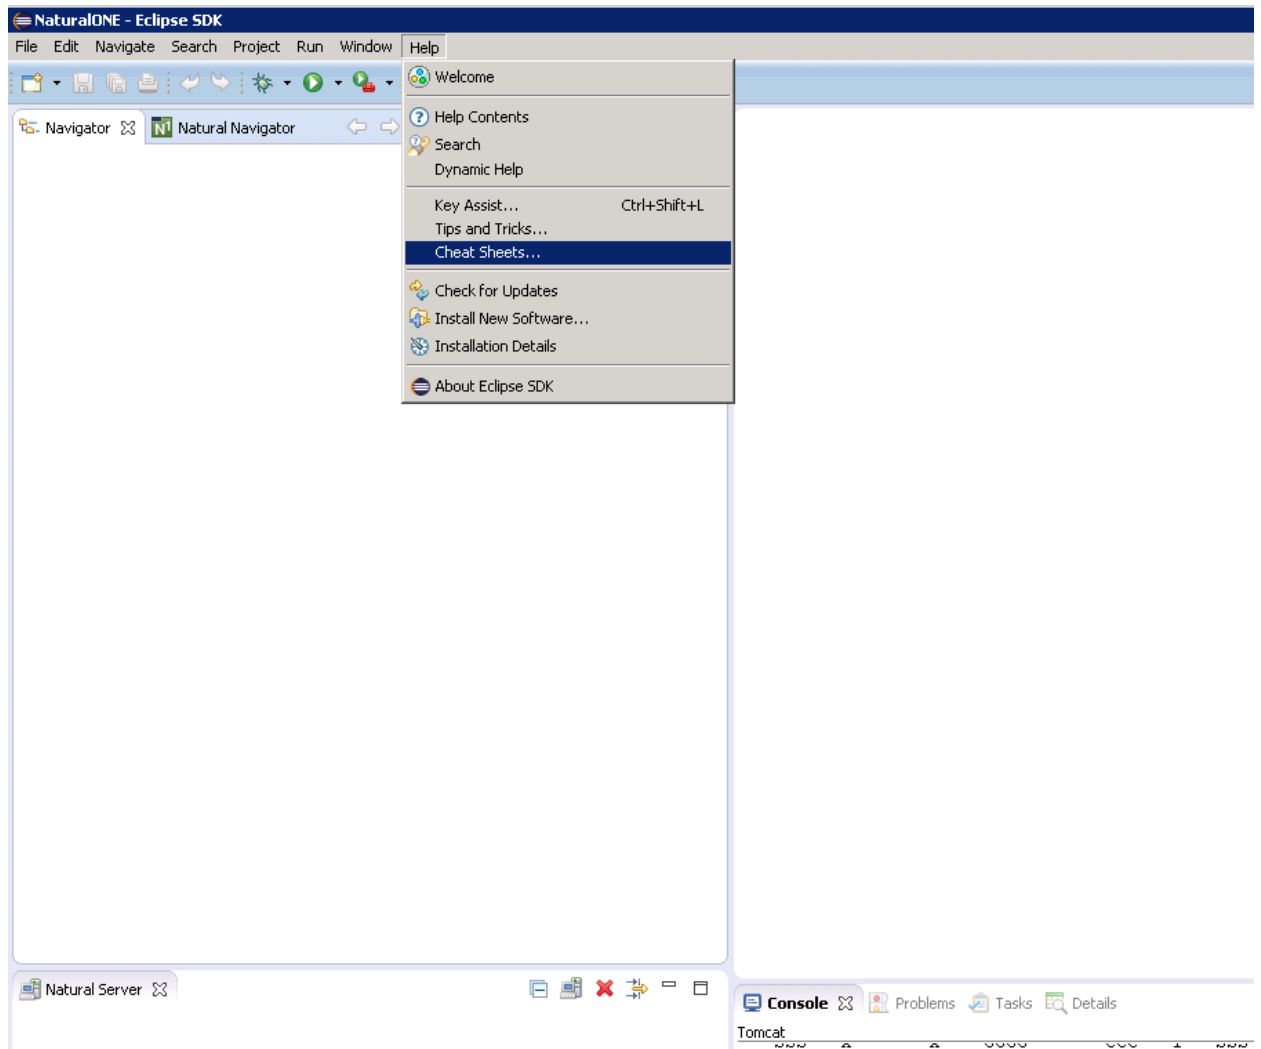 NaturalONE - Eclipse SDK
File Edit Navigate Search Project Run Window Help
Welcome
Navigator Natural Navigator
Help Contents
Search
Dynamic Help
Key Assist... Ctrl+Shift+L
Tips and Tricks...
Cheat Sheets...
Check for Updates
Install New Software...
Installation Details
About Eclipse SDK
Natural Server
Console Problems Tasks Details
Tomcat